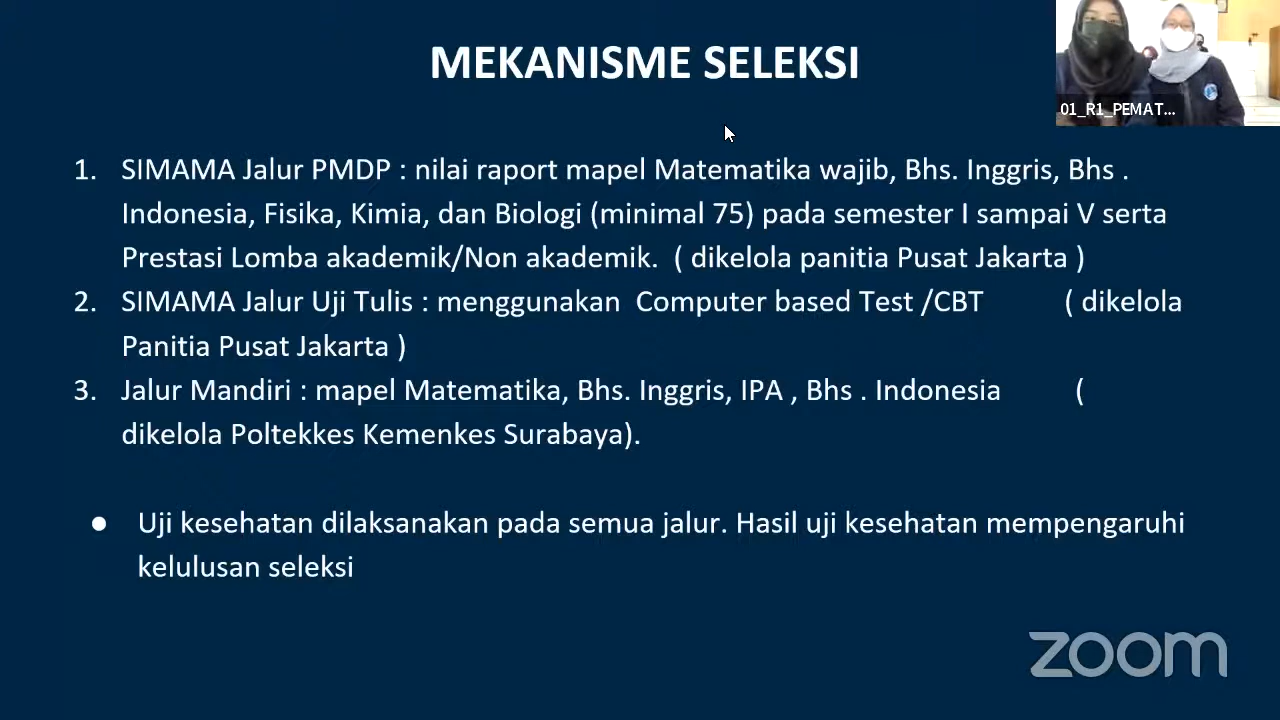 MEKANISME SELEKSI
01_R1_PEMAT...
1. SIMAMA Jalur PMDP : nilai raport mapel Matematika wajib, Bhs. Inggris, Bhs .
Indonesia, Fisika, Kimia, dan Biologi (minimal 75) pada semester I sampai V serta
Prestasi Lomba akademik/Non akademik. ( dikelola panitia Pusat Jakarta )
2. SIMAMA Jalur Uji Tulis : menggunakan Computer based Test /CBT ( dikelola
Panitia Pusat Jakarta )
3. Jalur Mandiri : mapel Matematika, Bhs. Inggris, IPA , Bhs . Indonesia (
dikelola Poltekkes Kemenkes Surabaya).
● Uji kesehatan dilaksanakan pada semua jalur. Hasil uji kesehatan mempengaruhi
kelulusan seleksi
zoom